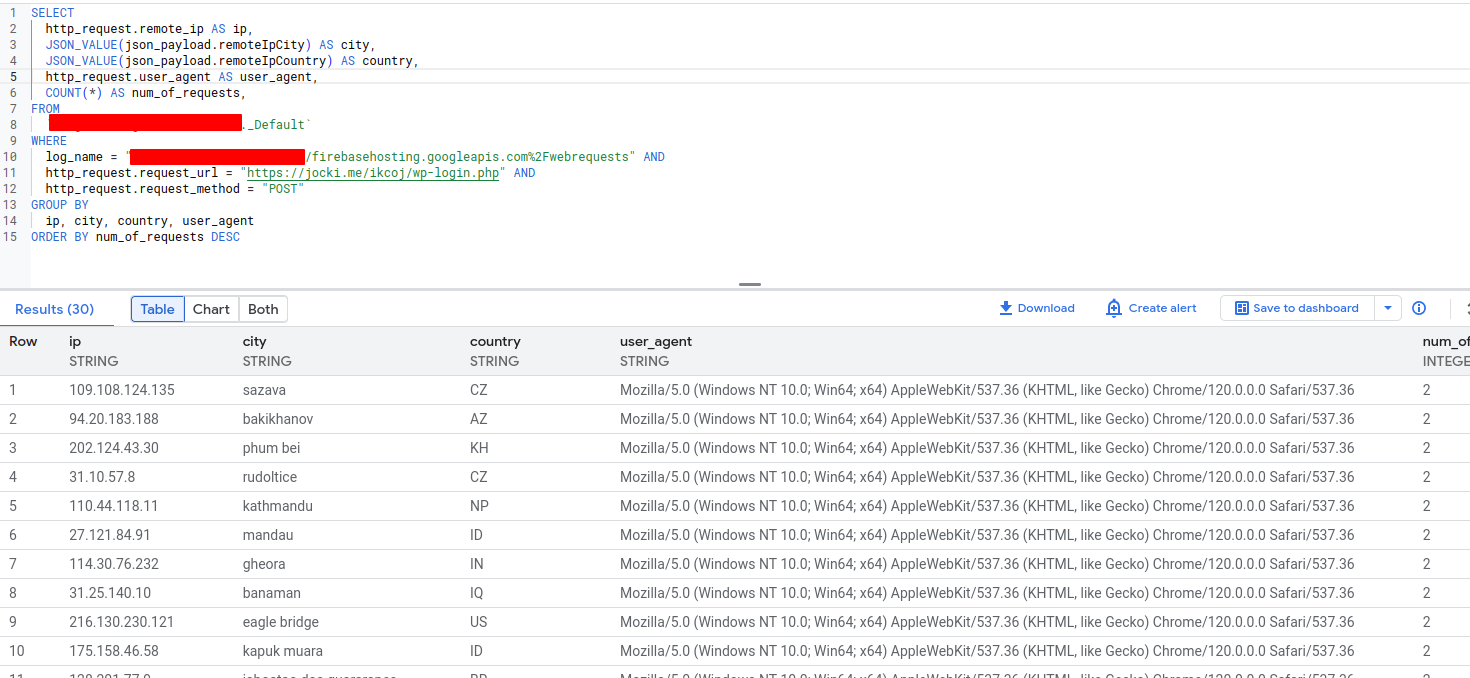 1 SELECT
2 http_request.remote_ip AS ip,
3 JSON_VALUE(json_payload.remoteIpCity) AS city,
4 JSON_VALUE(json_payload.remoteIpCountry) AS country,
5 http_request.user_agent AS user_agent,
6 COUNT(*) AS num_of_requests,
7 FROM
8 ._Default`
9 WHERE
10 log_name = "/firebasehosting.googleapis.com%2Fwebrequests" AND
11 http_request.request_url = "https://jocki.me/ikcoj/wp-login.php" AND
12 http_request.request_method = "POST"
13 GROUP BY
14 ip, city, country, user_agent
15 ORDER BY num_of_requests DESC
Results (30) Table Chart Both Download Create alert Save to dashboard
Row ip city country user_agent num_of
STRING STRING STRING STRING INTEGE
1 109.108.124.135 sazava CZ Mozilla/5.0 (Windows NT 10.0; Win64; x64) AppleWebKit/537.36 (KHTML, like Gecko) Chrome/120.0.0.0 Safari/537.36 2
2 94.20.183.188 bakikhanov AZ Mozilla/5.0 (Windows NT 10.0; Win64; x64) AppleWebKit/537.36 (KHTML, like Gecko) Chrome/120.0.0.0 Safari/537.36 2
3 202.124.43.30 phum bei KH Mozilla/5.0 (Windows NT 10.0; Win64; x64) AppleWebKit/537.36 (KHTML, like Gecko) Chrome/120.0.0.0 Safari/537.36 2
4 31.10.57.8 rudoltice CZ Mozilla/5.0 (Windows NT 10.0; Win64; x64) AppleWebKit/537.36 (KHTML, like Gecko) Chrome/120.0.0.0 Safari/537.36 2
5 110.44.118.11 kathmandu NP Mozilla/5.0 (Windows NT 10.0; Win64; x64) AppleWebKit/537.36 (KHTML, like Gecko) Chrome/120.0.0.0 Safari/537.36 2
6 27.121.84.91 mandau ID Mozilla/5.0 (Windows NT 10.0; Win64; x64) AppleWebKit/537.36 (KHTML, like Gecko) Chrome/120.0.0.0 Safari/537.36 2
7 114.30.76.232 gheora IN Mozilla/5.0 (Windows NT 10.0; Win64; x64) AppleWebKit/537.36 (KHTML, like Gecko) Chrome/120.0.0.0 Safari/537.36 2
8 31.25.140.10 banaman IQ Mozilla/5.0 (Windows NT 10.0; Win64; x64) AppleWebKit/537.36 (KHTML, like Gecko) Chrome/120.0.0.0 Safari/537.36 2
9 216.130.230.121 eagle bridge US Mozilla/5.0 (Windows NT 10.0; Win64; x64) AppleWebKit/537.36 (KHTML, like Gecko) Chrome/120.0.0.0 Safari/537.36 2
10 175.158.46.58 kapuk muara ID Mozilla/5.0 (Windows NT 10.0; Win64; x64) AppleWebKit/537.36 (KHTML, like Gecko) Chrome/120.0.0.0 Safari/537.36 2